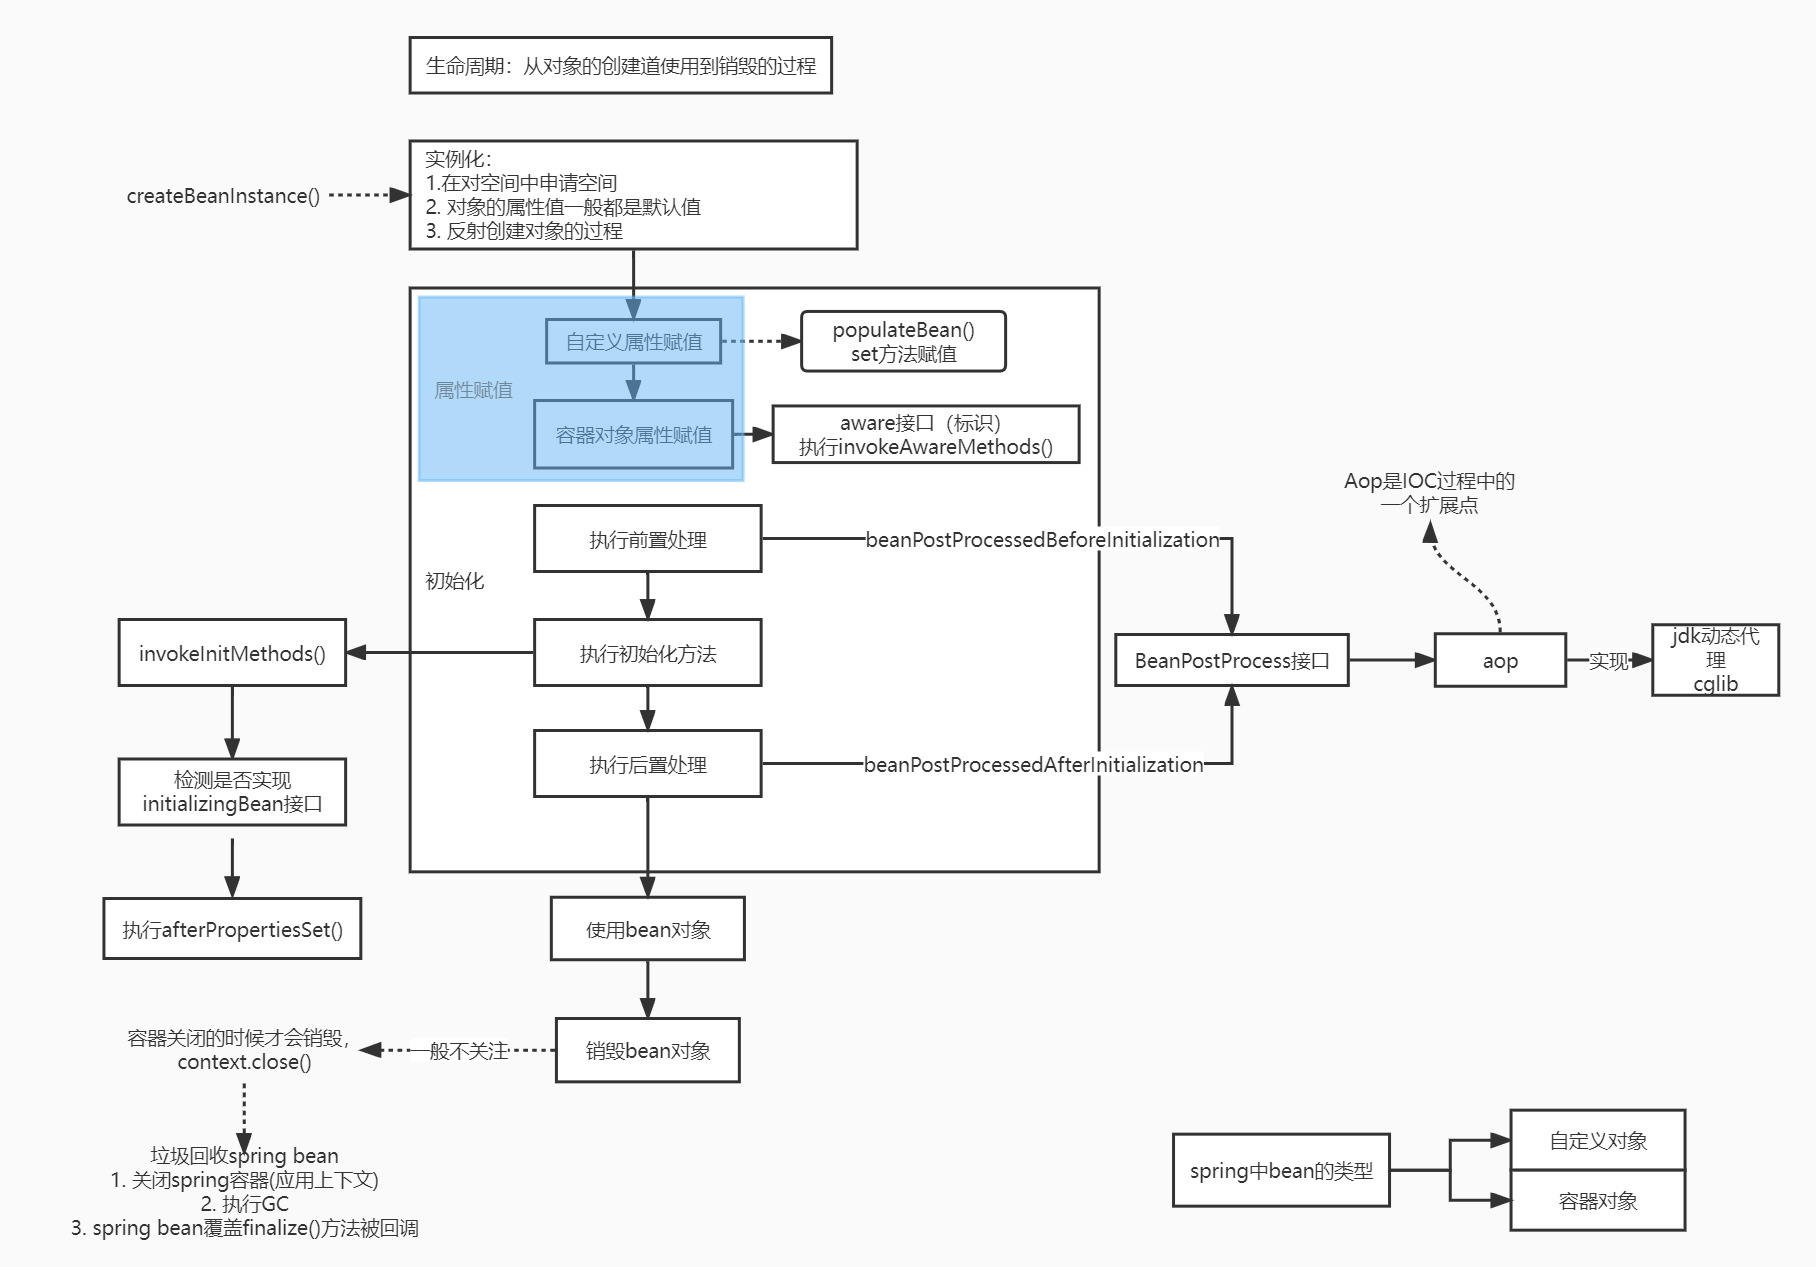 生命周期：从对象的创建道使用到销毁的过程
createBeanInstance()
实例化：
1.在对空间中申请空间
2. 对象的属性值一般都是默认值
3. 反射创建对象的过程
自定义属性赋值
populateBean()
set方法赋值
属性赋值
容器对象属性赋值
aware接口（标识）
执行invokeAwareMethods()
执行前置处理
beanPostProcessedBeforeInitialization
初始化
invokeInitMethods()
执行初始化方法
执行后置处理
beanPostProcessedAfterInitialization
BeanPostProcess接口
aop
Aop是IOC过程中的
一个扩展点
实现
jdk动态代
理
cglib
检测是否实现
initializingBean接口
执行afterPropertiesSet()
使用bean对象
销毁bean对象
一般不关注
容器关闭的时候才会销毁，
context.close()
垃圾回收spring bean
1. 关闭spring容器(应用上下文)
2. 执行GC
3. spring bean覆盖finalize()方法被回调
spring中bean的类型
自定义对象
容器对象